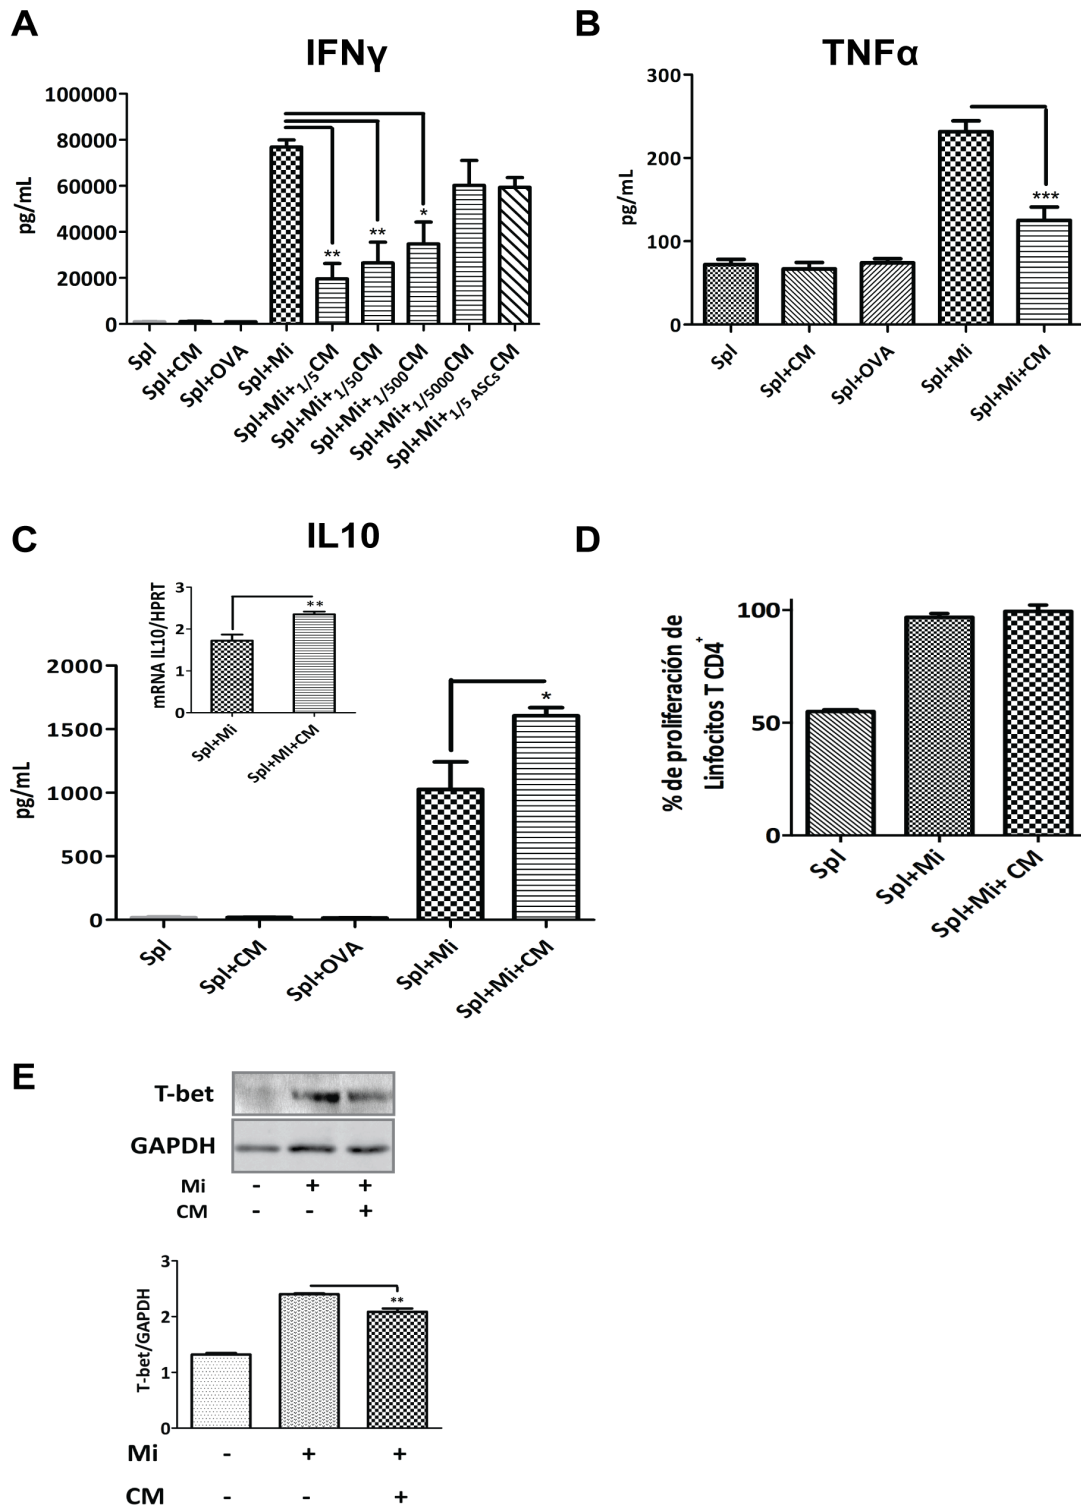 A
IFNγ
pg/mL
100000
80000
60000
40000
20000
0
**
**
*
Spl
Spl+CM
Spl+OVA
Spl+Mi
Spl+Mi+1/5CM
Spl+Mi+1/50CM
Spl+Mi+1/500CM
Spl+Mi+1/5000CM
Spl+Mi+1/5 ASCsCM
B
TNFα
pg/mL
300
200
100
0
***
Spl
Spl+CM
Spl+OVA
Spl+Mi
Spl+Mi+CM
C
IL10
mRNA IL10/HPRT
3
2
1
0
**
Spl+Mi
Spl+MI+CM
pg/mL
2000
1500
1000
500
0
*
Spl
Spl+CM
Spl+OVA
Spl+Mi
Spl+Mi+CM
D
% de proliferación de
Linfocitos T CD4+
100
50
0
Spl
Spl+Mi
Spl+Mi+ CM
E
T-bet
GAPDH
Mi - + +
CM - - +
T-bet/GAPDH
3
2
1
0
**
Mi - + +
CM - - +